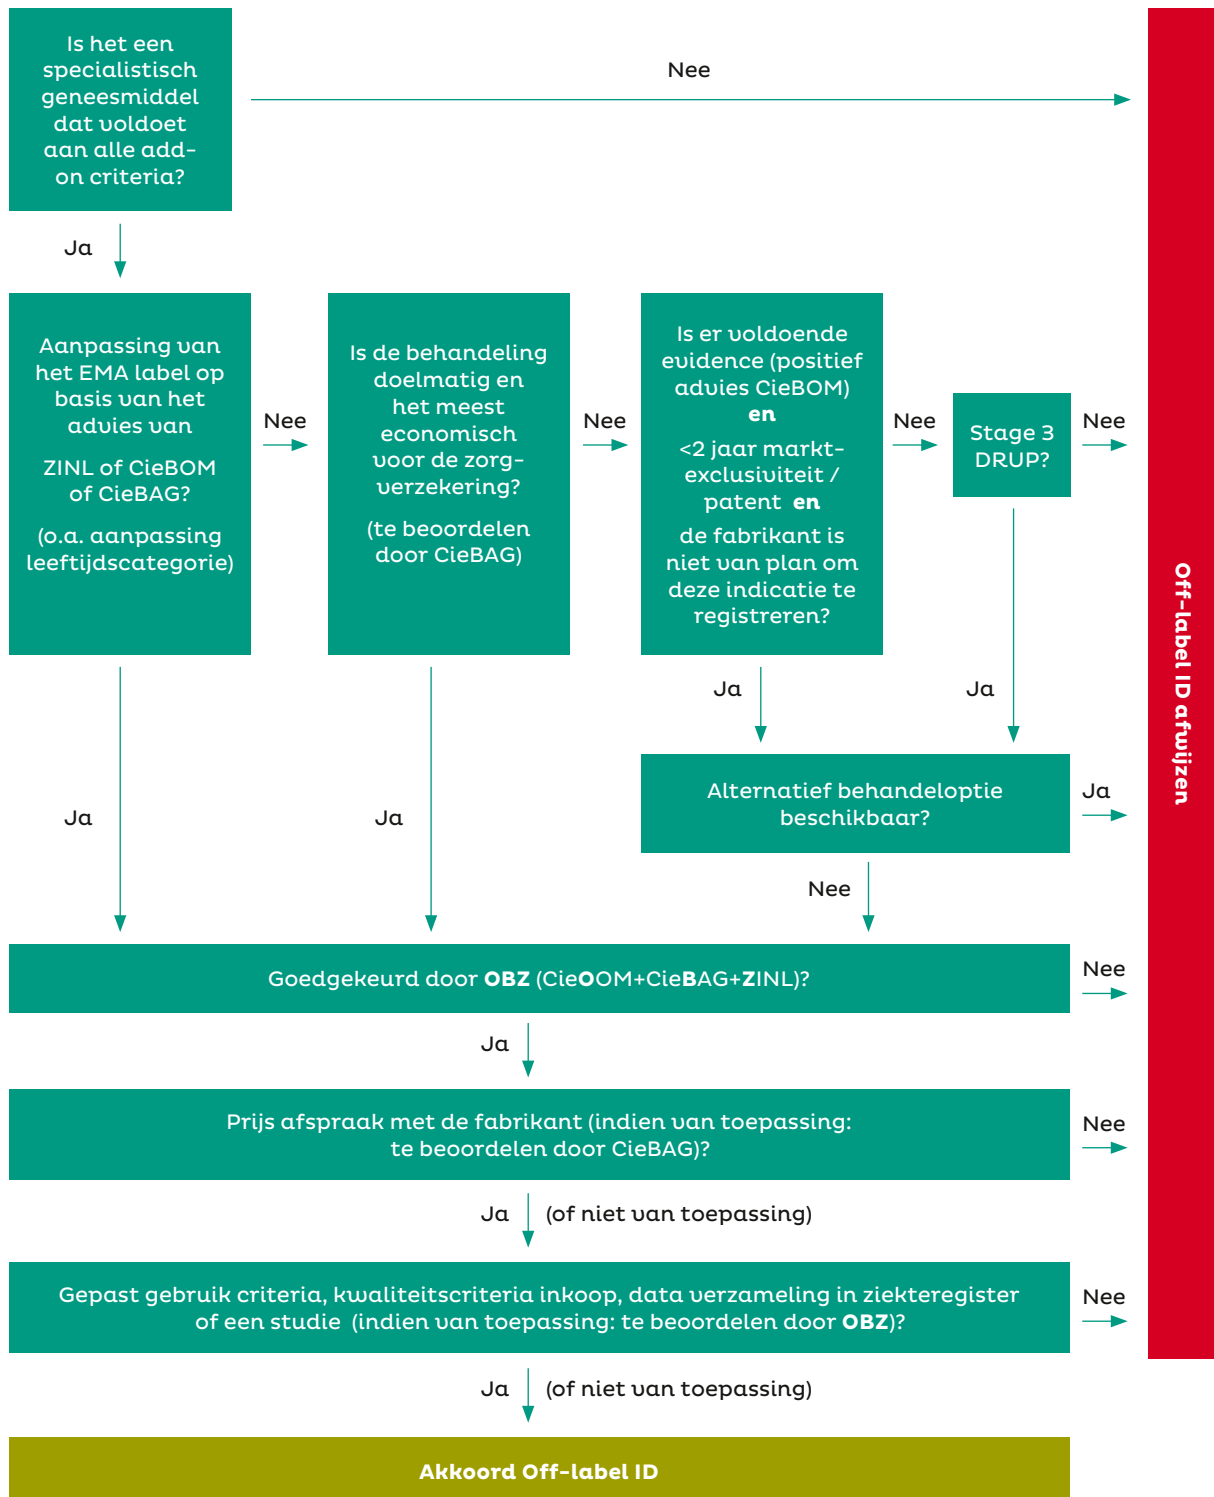 Is het een
specialistisch
geneesmiddel
dat voldoet
aan alle add-
on criteria?
Nee
Ja
Aanpassing van
het EMA label op
basis van het
advies van
ZINL of CieBOM
of CieBAG?
(o.a. aanpassing
leeftijdscategorie)
Nee
Is de behandeling
doelmatig en
het meest
economisch
voor de zorg-
verzekering?
(te beoordelen
door CieBAG)
Nee
Is er voldoende
evidence (positief
advies CieBOM)
en
<2 jaar markt-
exclusiviteit /
patent en
de fabrikant is
niet van plan om
deze indicatie te
registreren?
Nee
Stage 3
DRUP?
Nee
Ja
Ja
Ja
Ja
Alternatief behandeloptie
beschikbaar?
Ja
Nee
Goedgekeurd door OBZ (CieOOM+CieBAG+ZINL)?
Nee
Ja
Prijs afspraak met de fabrikant (indien van toepassing:
te beoordelen door CieBAG)?
Nee
Ja (of niet van toepassing)
Gepast gebruik criteria, kwaliteitscriteria inkoop, data verzameling in ziekteregister
of een studie (indien van toepassing: te beoordelen door OBZ)?
Nee
Ja (of niet van toepassing)
Akkoord Off-label ID
Off-label ID afwijzen